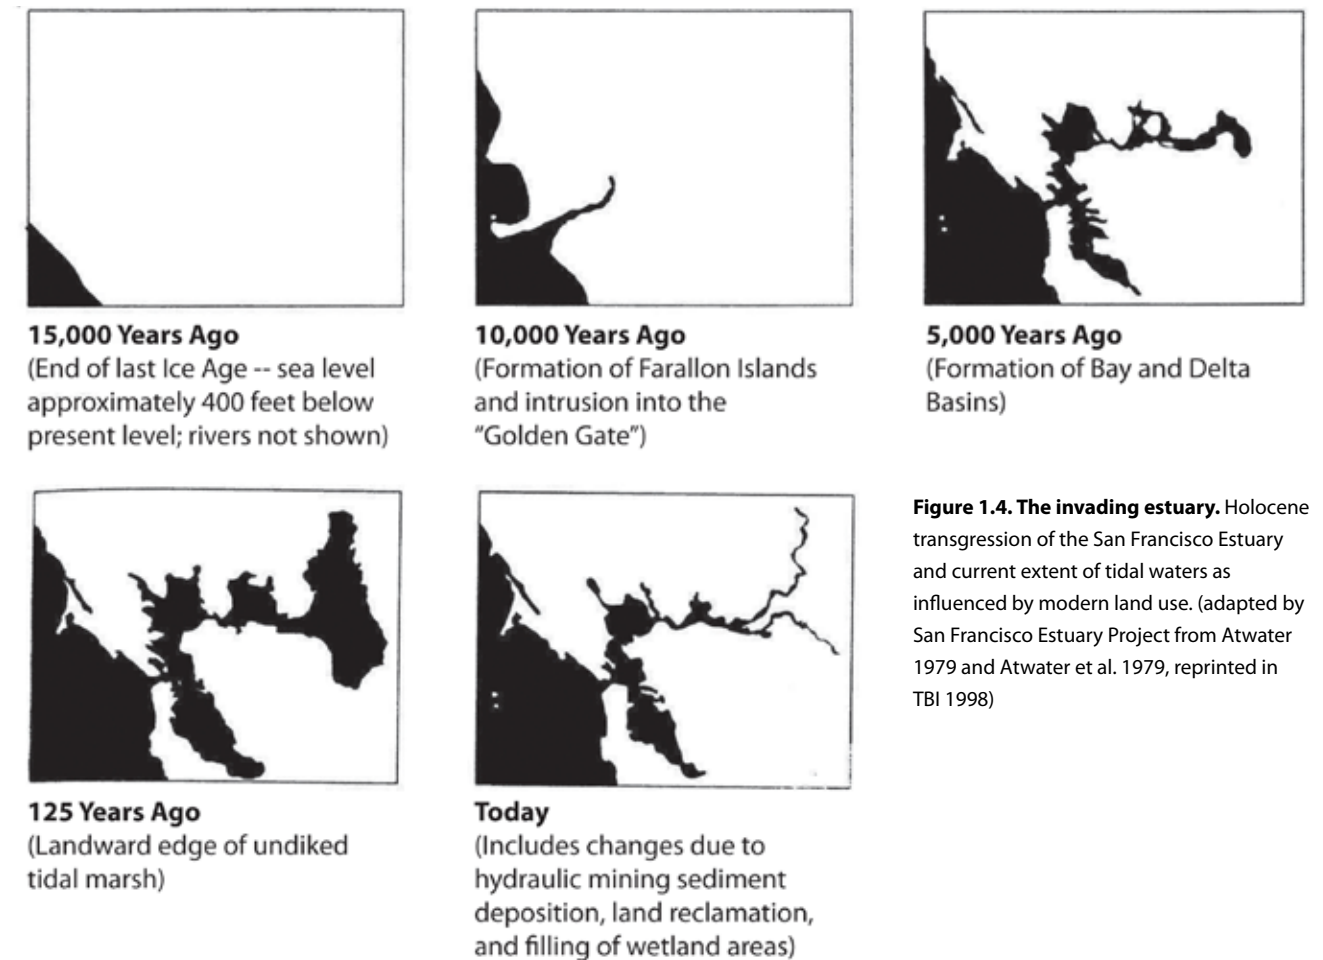 15,000 Years Ago
(End of last Ice Age -- sea level
approximately 400 feet below
present level; rivers not shown)
10,000 Years Ago
(Formation of Farallon Islands
and intrusion into the
“Golden Gate”)
5,000 Years Ago
(Formation of Bay and Delta
Basins)
125 Years Ago
(Landward edge of undiked
tidal marsh)
Today
(Includes changes due to
hydraulic mining sediment
deposition, land reclamation,
and filling of wetland areas)
Figure 1.4. The invading estuary. Holocene
transgression of the San Francisco Estuary
and current extent of tidal waters as
influenced by modern land use. (adapted by
San Francisco Estuary Project from Atwater
1979 and Atwater et al. 1979, reprinted in
TBI 1998)